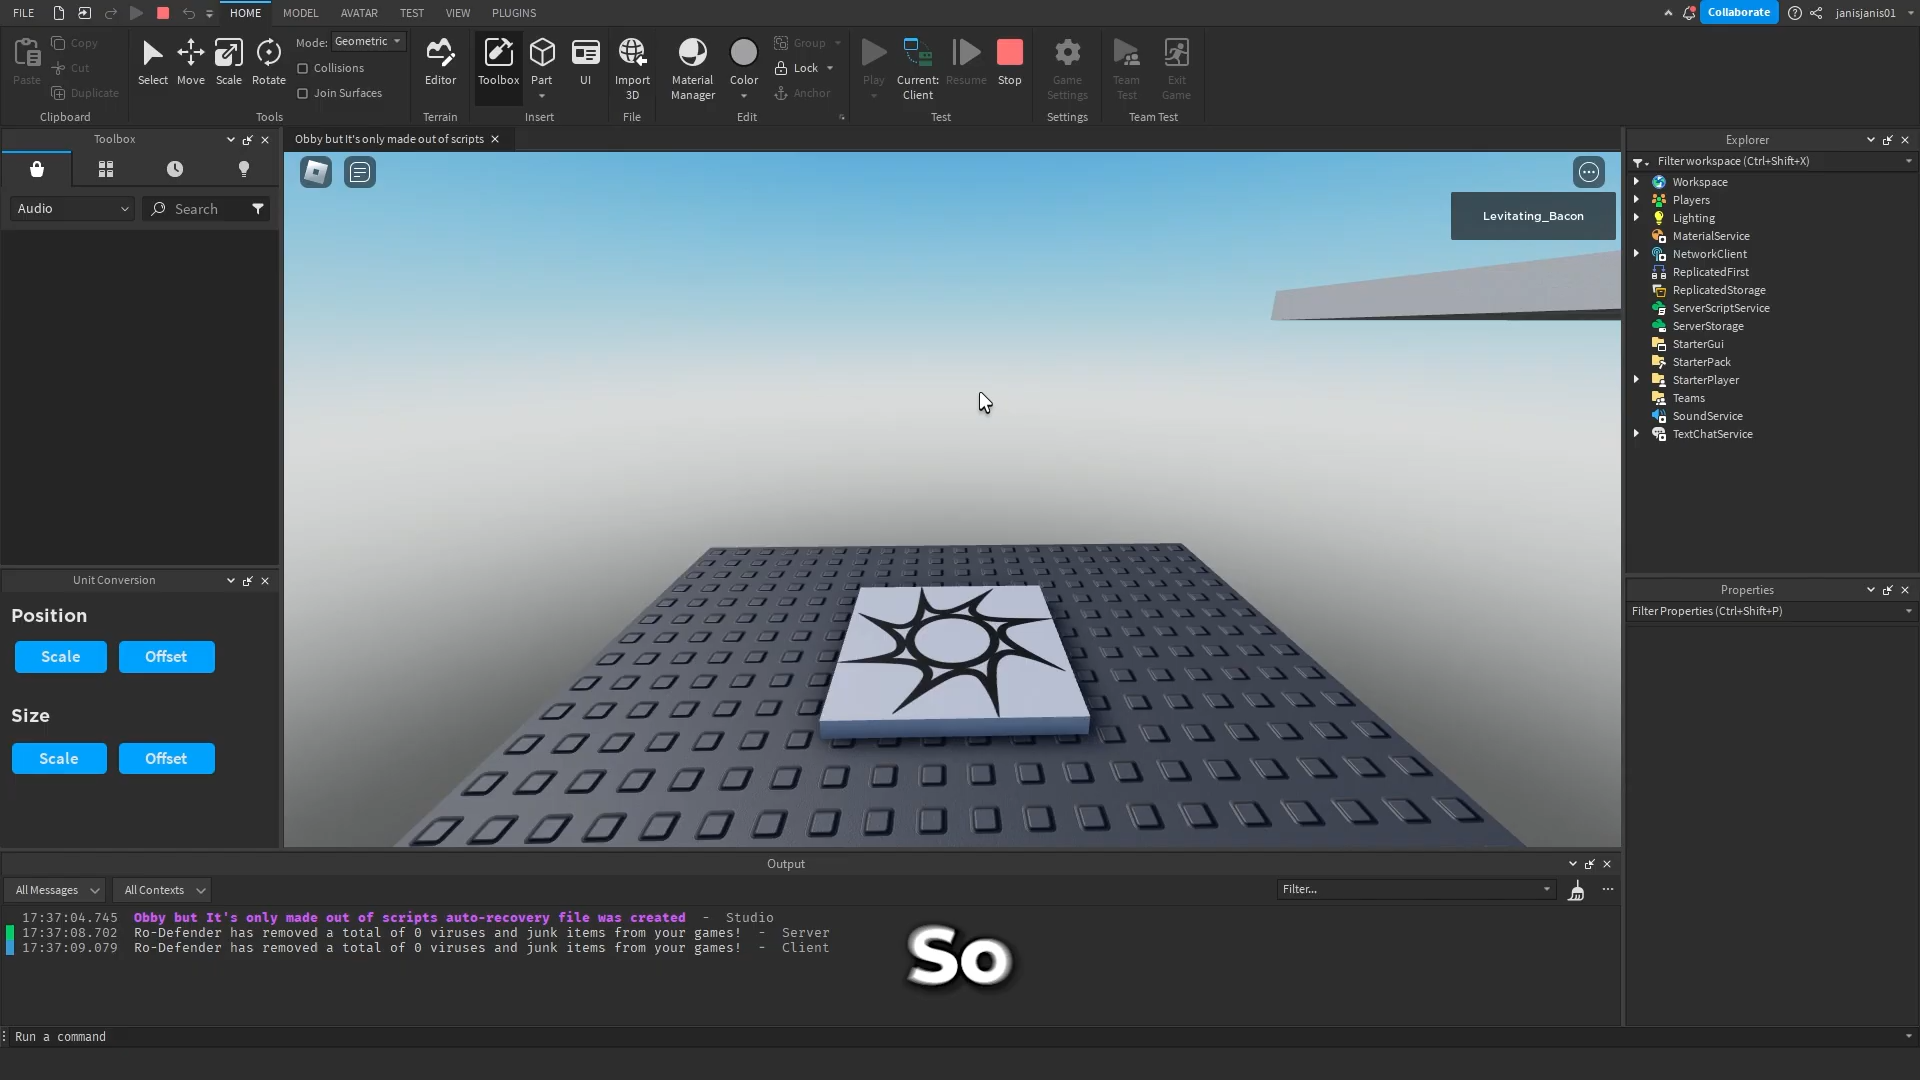 FILE HOME MODEL AVATAR TEST VIEW PLUGINS Collaborate janisjanis01
Paste Copy Cut Duplicate
Clipboard
Select Move Scale Rotate
Mode: Geometric
Collisions
Join Surfaces
Tools
Editor
Terrain
Toolbox Part UI
Insert
Import 3D
File
Material Manager Color Group Lock Anchor
Edit
Play Current: Client Resume Stop
Test
Game Settings
Settings
Team Test Exit Game
Team Test
Toolbox
Audio Search
Unit Conversion
Position
Scale Offset
Size
Scale Offset
Obby but It's only made out of scripts
Levitating_Bacon
Explorer
Filter workspace (Ctrl+Shift+X)
Workspace
Players
Lighting
MaterialService
NetworkClient
ReplicatedFirst
ReplicatedStorage
ServerScriptService
ServerStorage
StarterGui
StarterPack
StarterPlayer
Teams
SoundService
TextChatService
Properties
Filter Properties (Ctrl+Shift+P)
Output
All Messages All Contexts Filter...
17:37:04.745 Obby but It's only made out of scripts auto-recovery file was created - Studio
17:37:08.702 Ro-Defender has removed a total of 0 viruses and junk items from your games! - Server
17:37:09.079 Ro-Defender has removed a total of 0 viruses and junk items from your games! - Client
So
Run a command